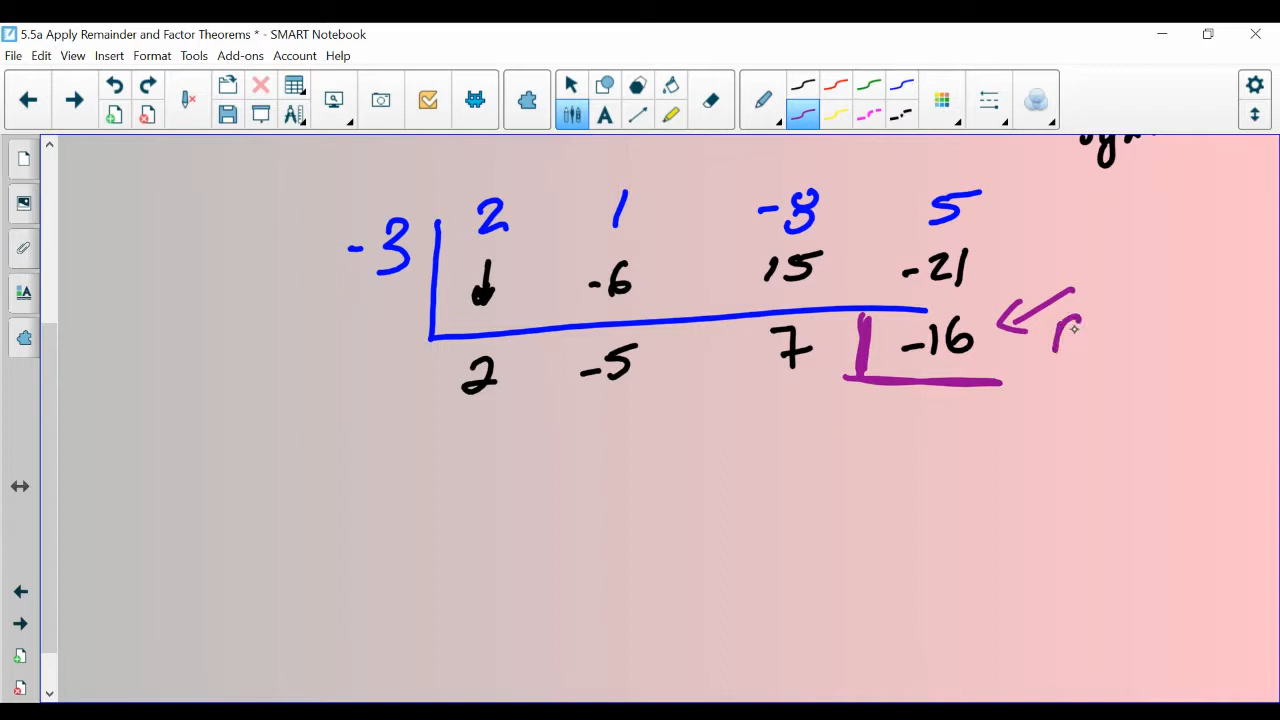 5.5a Apply Remainder and Factor Theorems * - SMART Notebook
File Edit View Insert Format Tools Add-ons Account Help
A
-3 2 1 -8 5
-6 15 -21
2 -5 7 -16 r